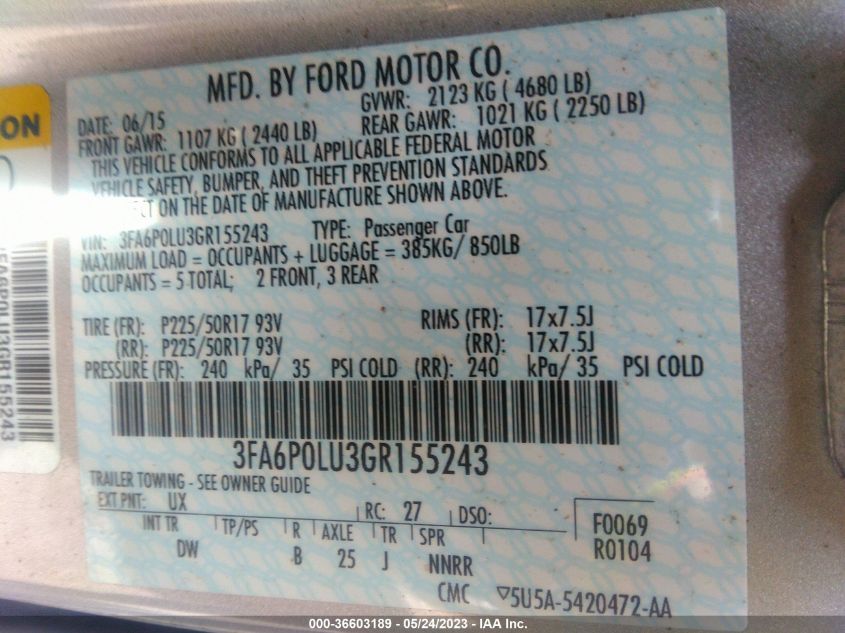 MFD. BY FORD MOTOR CO.
DATE: 06/15 GVWR: 2123 KG ( 4680 LB)
FRONT GAWR: 1107 KG ( 2440 LB) REAR GAWR: 1021 KG ( 2250 LB)
THIS VEHICLE CONFORMS TO ALL APPLICABLE FEDERAL MOTOR
VEHICLE SAFETY, BUMPER, AND THEFT PREVENTION STANDARDS
ON THE DATE OF MANUFACTURE SHOWN ABOVE.
VIN: 3FA6P0LU3GR155243 TYPE: Passenger Car
MAXIMUM LOAD = OCCUPANTS + LUGGAGE = 385KG/ 850LB
OCCUPANTS = 5 TOTAL; 2 FRONT, 3 REAR
TIRE (FR): P225/50R17 93V RIMS (FR): 17x7.5J
(RR): P225/50R17 93V (RR): 17x7.5J
PRESSURE (FR): 240 kPa/ 35 PSI COLD (RR): 240 kPa/ 35 PSI COLD
3FA6P0LU3GR155243
TRAILER TOWING - SEE OWNER GUIDE
EXT PNT: UX RC: 27 DSO:
INT TR TP/PS R AXLE TR SPR
DW B 25 J NNRR
F0069
R0104
CMC ▽5U5A-5420472-AA
ON
3FA6P0LU3GR155243
000-36603189 - 05/24/2023 - IAA Inc.